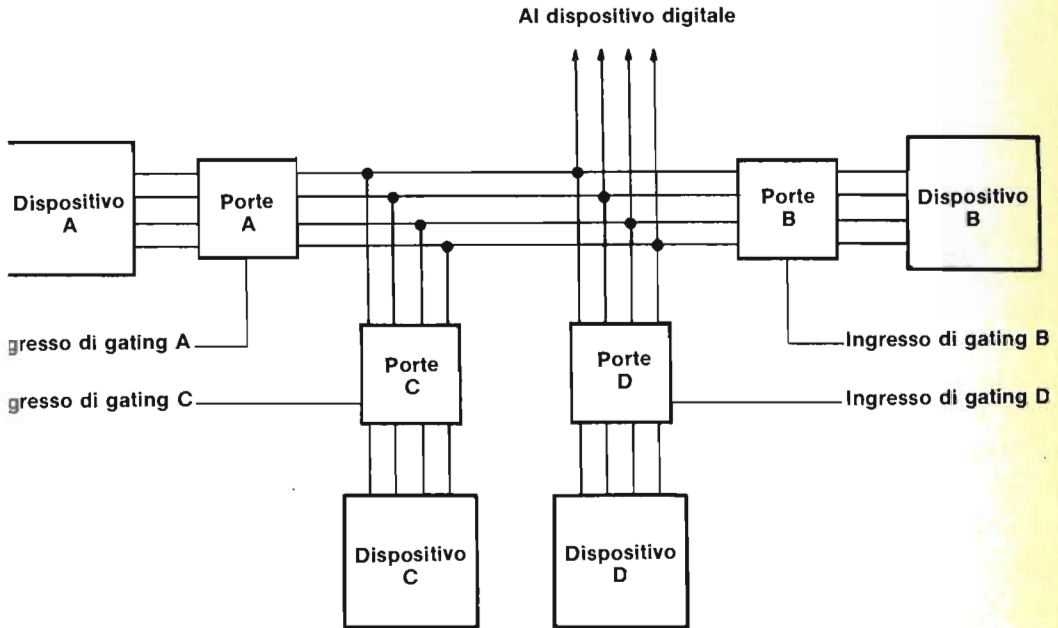 Al dispositivo digitale
Dispositivo
A
Porte
A
Porte
B
Dispositivo
B
gresso di gating A
Porte
C
Porte
D
Ingresso di gating B
gresso di gating C
Ingresso di gating D
Dispositivo
C
Dispositivo
D